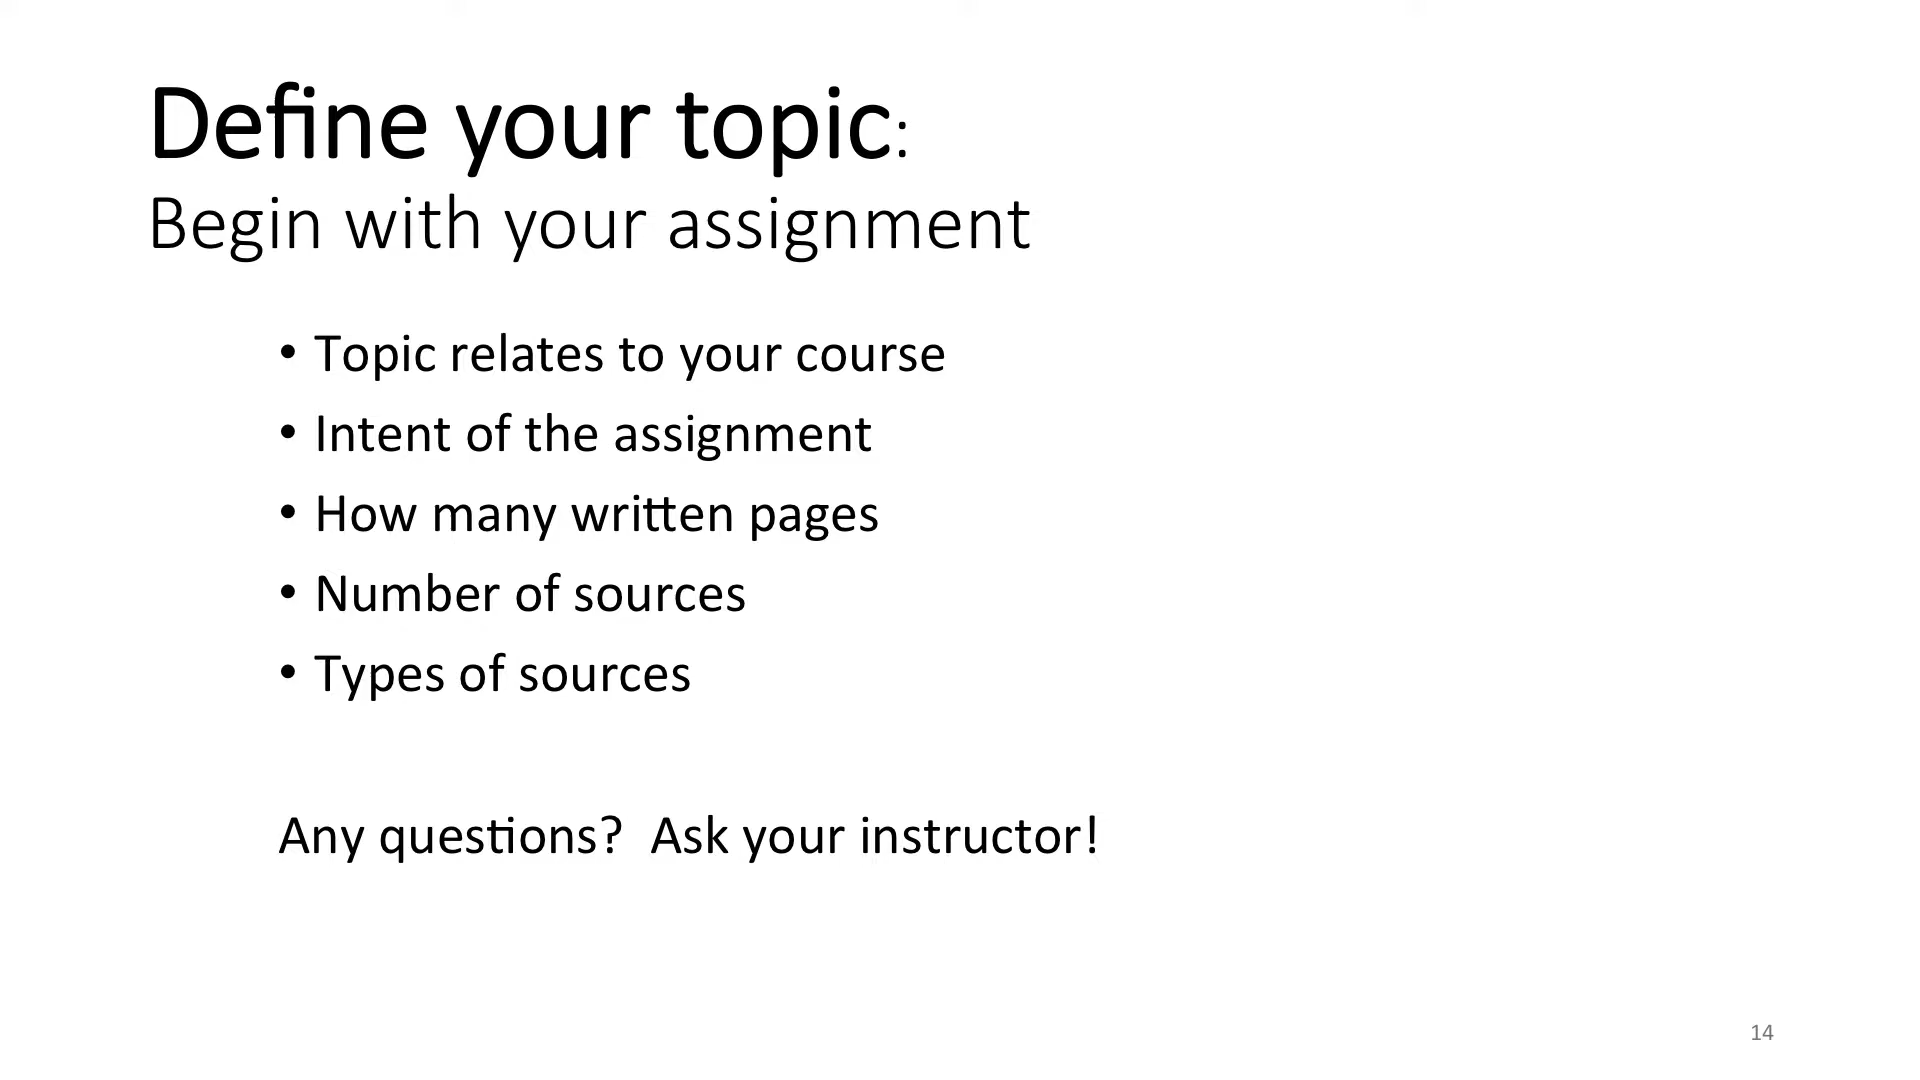 Define your topic:
Begin with your assignment
• Topic relates to your course
• Intent of the assignment
• How many written pages
• Number of sources
• Types of sources
Any questions?  Ask your instructor!
14